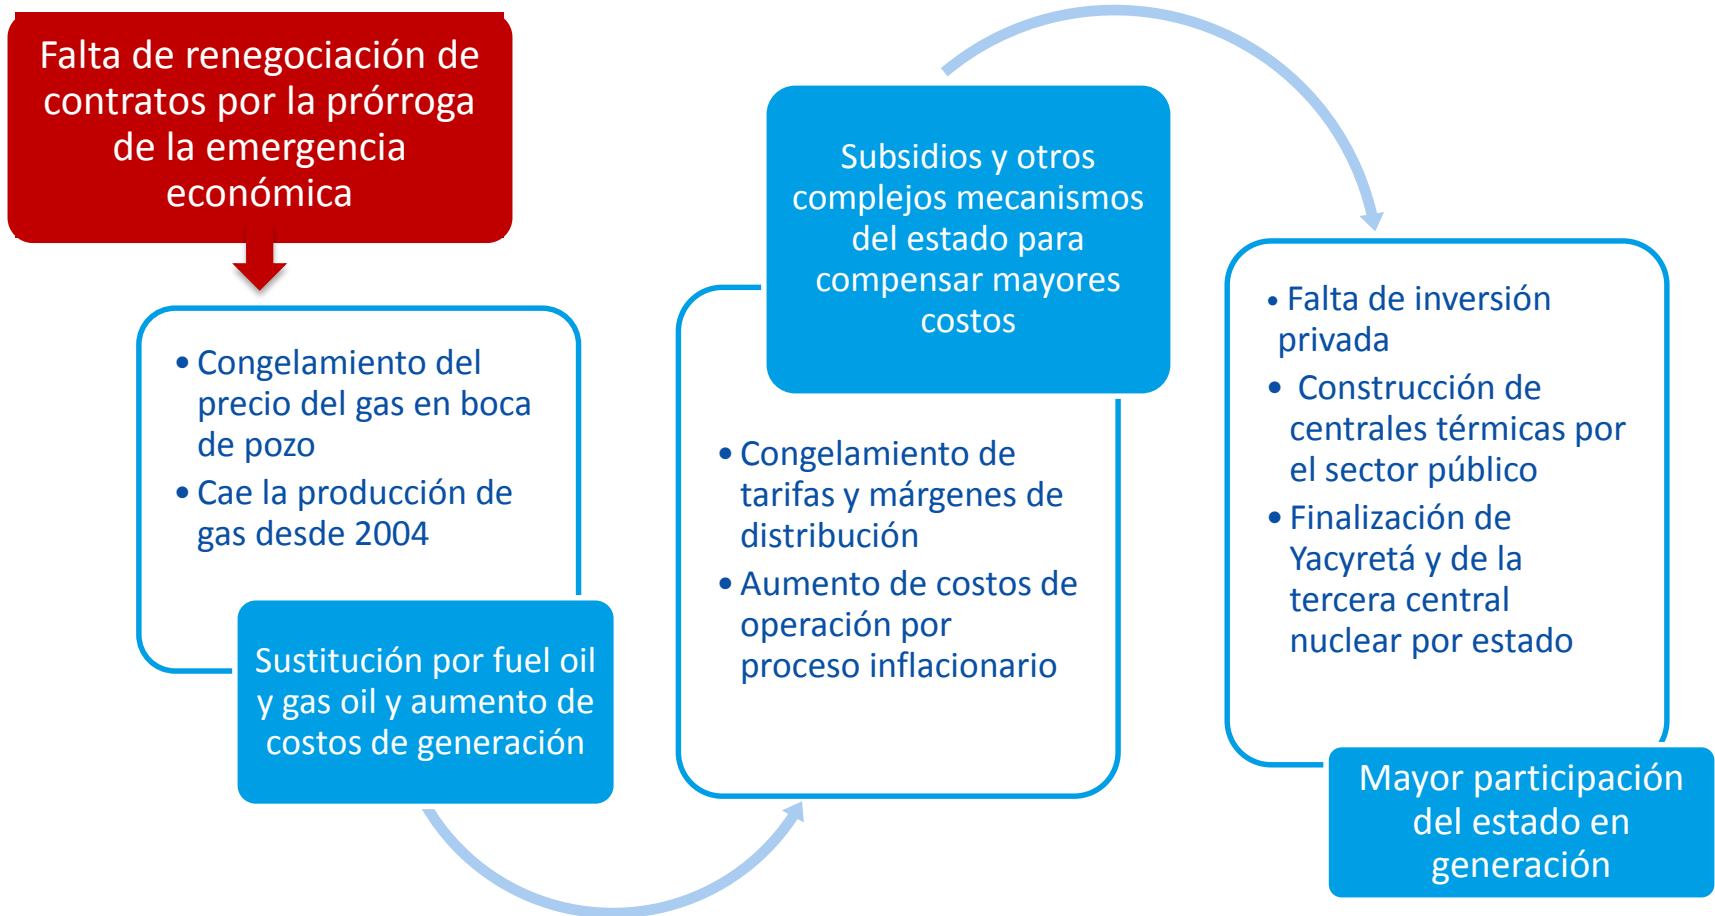 Falta de renegociación de
contratos por la prórroga
de la emergencia
económica
• Congelamiento del
precio del gas en boca
de pozo
• Cae la producción de
gas desde 2004
Sustitución por fuel oil
y gas oil y aumento de
costos de generación
Subsidios y otros
complejos mecanismos
del estado para
compensar mayores
costos
• Congelamiento de
tarifas y márgenes de
distribución
• Aumento de costos de
operación por
proceso inflacionario
• Falta de inversión
privada
• Construcción de
centrales térmicas por
el sector público
• Finalización de
Yacyretá y de la
tercera central
nuclear por estado
Mayor participación
del estado en
generación